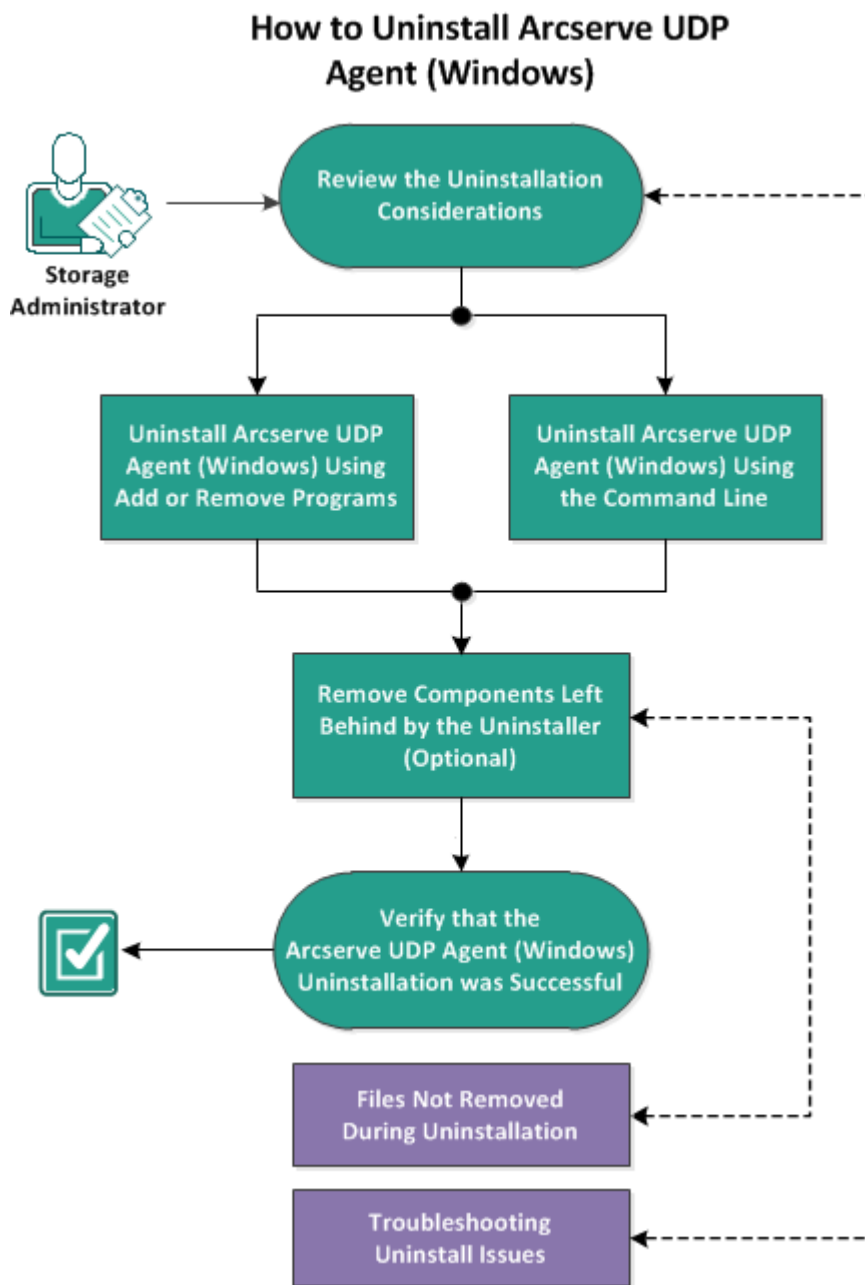 How to Uninstall Arcserve UDP
Agent (Windows)
Review the Uninstallation
Considerations
Storage
Administrator
Uninstall Arcserve UDP
Agent (Windows) Using
Add or Remove Programs
Uninstall Arcserve UDP
Agent (Windows) Using
the Command Line
Remove Components Left
Behind by the Uninstaller
(Optional)
Verify that the
Arcserve UDP Agent (Windows)
Uninstallation was Successful
Files Not Removed
During Uninstallation
Troubleshooting
Uninstall Issues